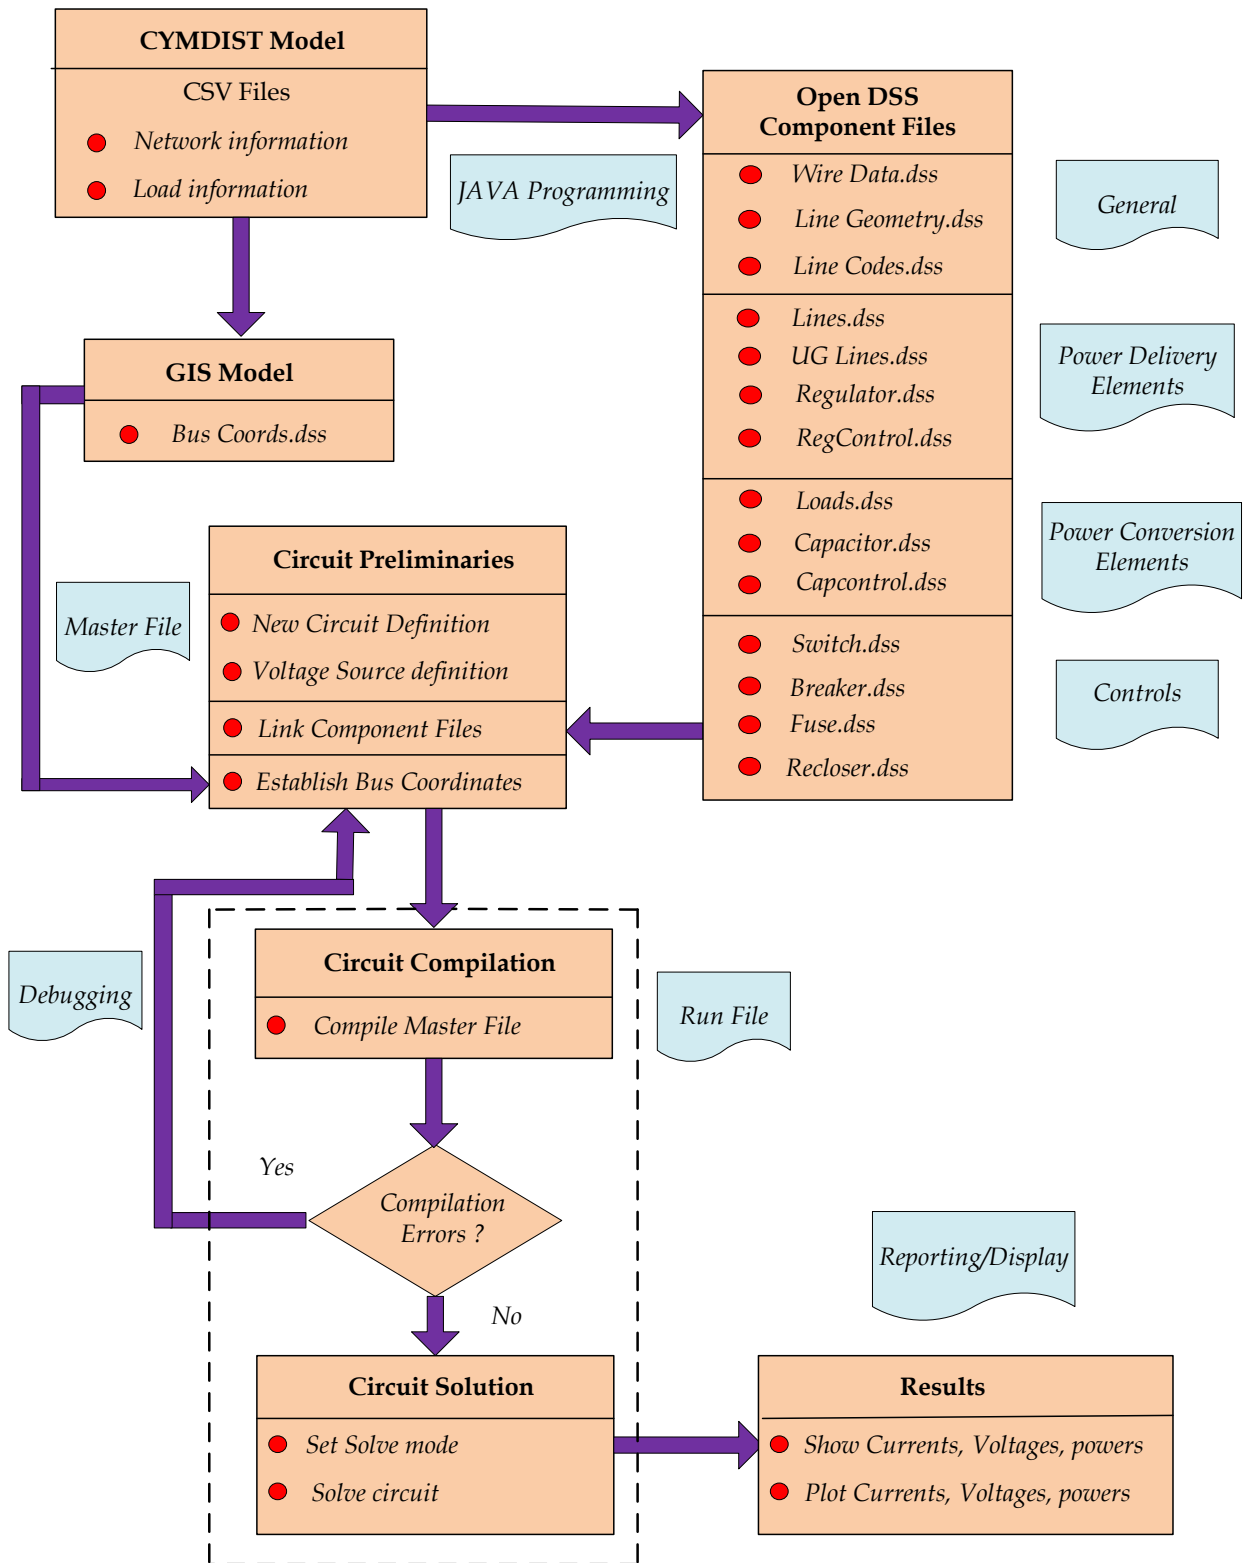 CYMDIST Model
CSV Files
Network information
Load information
JAVA Programming
Open DSS
Component Files
Wire Data.dss
Line Geometry.dss
Line Codes.dss
General
Lines.dss
UG Lines.dss
Regulator.dss
RegControl.dss
Power Delivery
Elements
Loads.dss
Capacitor.dss
Capcontrol.dss
Power Conversion
Elements
Switch.dss
Breaker.dss
Fuse.dss
Recloser.dss
Controls
GIS Model
Bus Coords.dss
Master File
Circuit Preliminaries
New Circuit Definition
Voltage Source definition
Link Component Files
Establish Bus Coordinates
Debugging
Circuit Compilation
Compile Master File
Run File
Yes
Compilation
Errors ?
No
Circuit Solution
Set Solve mode
Solve circuit
Reporting/Display
Results
Show Currents, Voltages, powers
Plot Currents, Voltages, powers